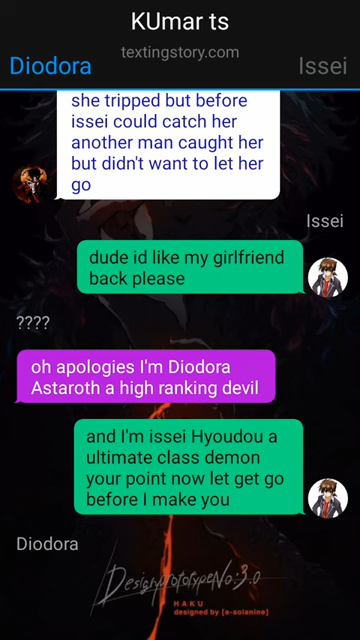 KUmar ts
textingstory.com
Diodora
Issei
she tripped but before
issei could catch her
another man caught her
but didn't want to let her
go
Issei
dude id like my girlfriend
back please
????
oh apologies I'm Diodora
Astaroth a high ranking devil
and I'm issei Hyoudou a
ultimate class demon
your point now let get go
before I make you
Diodora
DesignprototypeNo:3.0
HAKU
designed by [a-solanine]